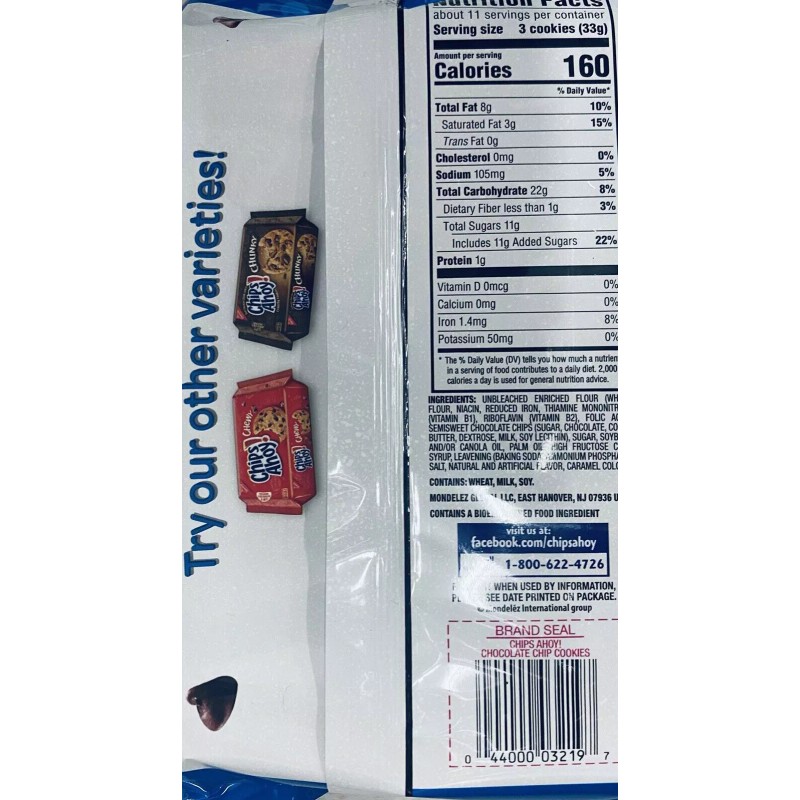 Try our other varieties!
CHUNKY
Chips Ahoy!
CHUNKY
Chips Ahoy!
CHEWY
Chips Ahoy!
CHEWY
Chips Ahoy!
Nutrition Facts
about 11 servings per container
Serving size 3 cookies (33g)
Amount per serving
Calories 160
% Daily Value*
Total Fat 8g 10%
Saturated Fat 3g 15%
Trans Fat 0g
Cholesterol 0mg 0%
Sodium 105mg 5%
Total Carbohydrate 22g 8%
Dietary Fiber less than 1g 3%
Total Sugars 11g
Includes 11g Added Sugars 22%
Protein 1g
Vitamin D 0mcg 0%
Calcium 0mg 0%
Iron 1.4mg 8%
Potassium 50mg 0%
* The % Daily Value (DV) tells you how much a
in a serving of food contributes to a daily diet. 2,000
calories a day is used for general nutrition advice.
INGREDIENTS: UNBLEACHED ENRICHED FLOUR
FLOUR, NIACIN, REDUCED IRON, THIAMINE
(VITAMIN B1), RIBOFLAVIN (VITAMIN B2), FOLIC
SEMISWEET CHOCOLATE CHIPS (SUGAR, CHOCOLATE,
BUTTER, DEXTROSE, MILK, SOY LECITHIN), SUGAR,
AND/OR CANOLA OIL, PALM OIL, HIGH FRUCTOSE
SYRUP, LEAVENING (BAKING SODA, AMMONIUM
SALT, NATURAL AND ARTIFICIAL FLAVOR, CARAMEL
CONTAINS: WHEAT, MILK, SOY.
MONDELEZ LLC, EAST HANOVER, NJ 07936
CONTAINS A FOOD INGREDIENT
visit us at:
facebook.com/chipsahoy
1-800-622-4726
WHEN USED BY INFORMATION,
SEE DATE PRINTED ON PACKAGE.
© Mondelēz International group
BRAND SEAL
CHIPS AHOY!
CHOCOLATE CHIP COOKIES
0 44000 03219 7